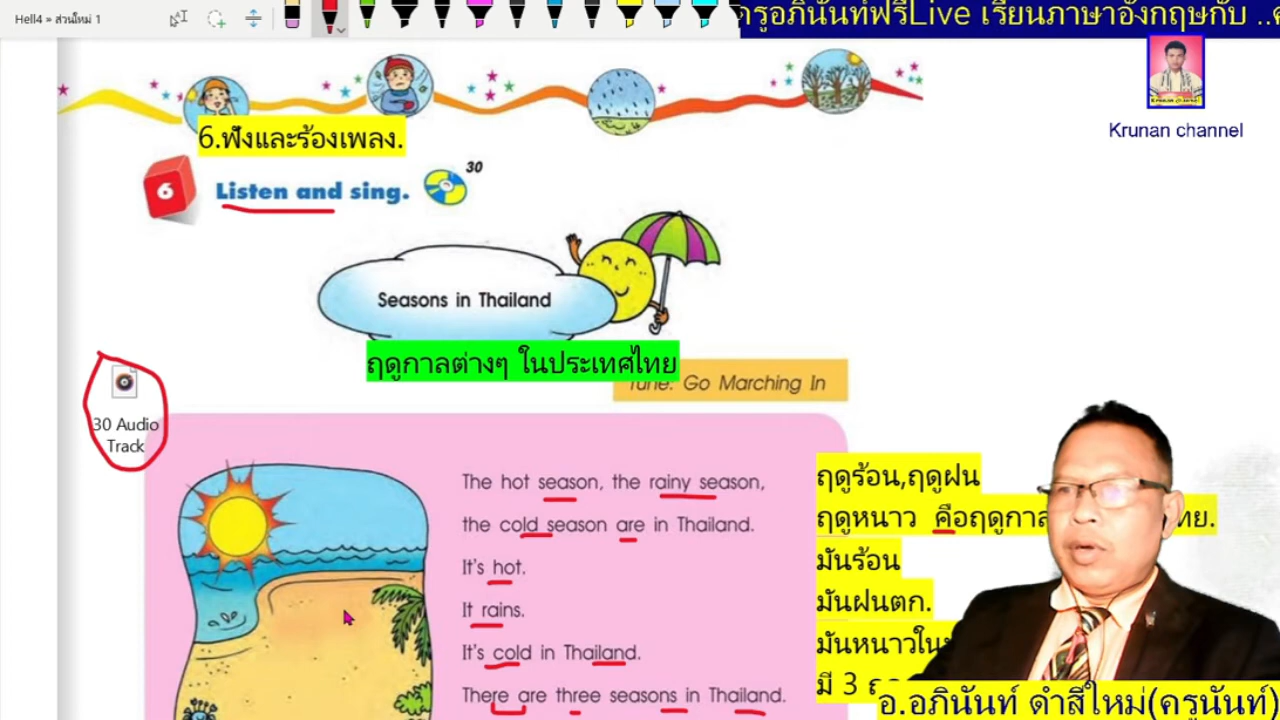 Hell4 » ส่วนใหม่ 1
ครูอภินันท์ฟรีLive เรียนภาษาอังกฤษกับ ..
Krunan channel
6.ฟังและร้องเพลง.
6 Listen and sing. 30
Seasons in Thailand
ฤดูกาลต่างๆ ในประเทศไทย
Tune: Go Marching In
30 Audio
Track
The hot season, the rainy season,
the cold season are in Thailand.
It's hot.
It rains.
It's cold in Thailand.
There are three seasons in Thailand.
ฤดูร้อน,ฤดูฝน
ฤดูหนาว คือฤดูกา
มันร้อน
มันฝนตก.
มันหนาวใน
มี 3
อ.อภินันท์ ดำสีใหม่(ครูนันท์)